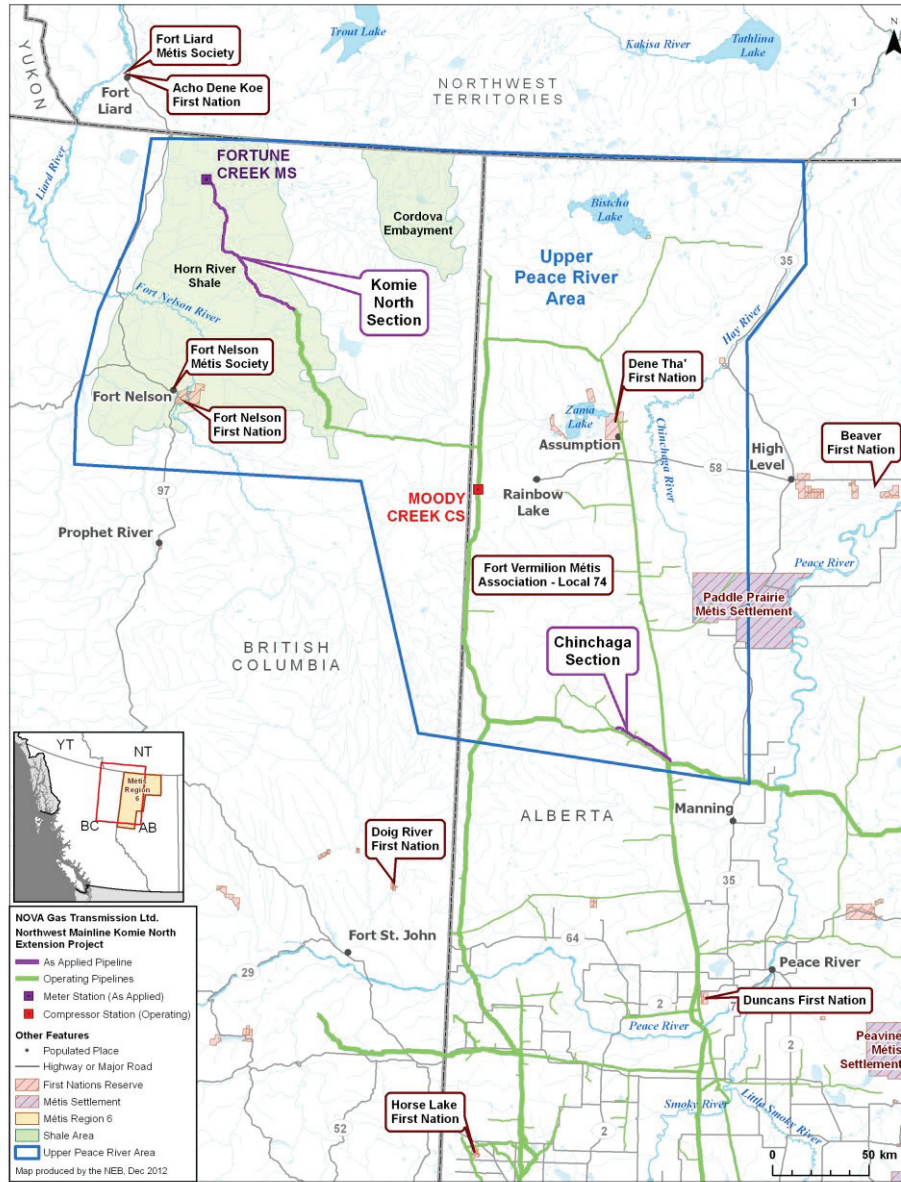 YUKON
Fort Liard
Métis Society
Acho Dene Koe
First Nation
Fort
Liard
Trout Lake
Kakisa River
Tathlina
Lake
N
NORTHWEST
TERRITORIES
1
Liard River
FORTUNE
CREEK MS
Cordova
Embayment
Bistcho
Lake
Upper
Peace River
Area
35
Horn River
Shale
Komie
North
Section
Fort Nelson River
Hay River
Fort Nelson
Métis Society
Fort Nelson
Fort Nelson
First Nation
Dene Tha'
First Nation
Zama
Lake
Assumption
Chinchaga River
High
Level
Beaver
First Nation
58
97
MOODY
CREEK CS
Rainbow
Lake
Prophet River
Peace River
Fort Vermilion Métis
Association - Local 74
Paddle Prairie
Métis Settlement
BRITISH
COLUMBIA
Chinchaga
Section
YT
NT
Métis
Region
6
BC
AB
ALBERTA
Manning
Doig River
First Nation
35
Fort St. John
64
29
Peace River
2
Duncans First Nation
2
Peace River
2
Peavine
Métis
Settlement
Smoky River
Little Smoky River
Horse Lake
First Nation
52
2
0
50 km
NOVA Gas Transmission Ltd.
Northwest Mainline Komie North
Extension Project
As Applied Pipeline
Operating Pipelines
Meter Station (As Applied)
Compressor Station (Operating)
Other Features
Populated Place
Highway or Major Road
First Nations Reserve
Métis Settlement
Métis Region 6
Shale Area
Upper Peace River Area
Map produced by the NEB, Dec 2012